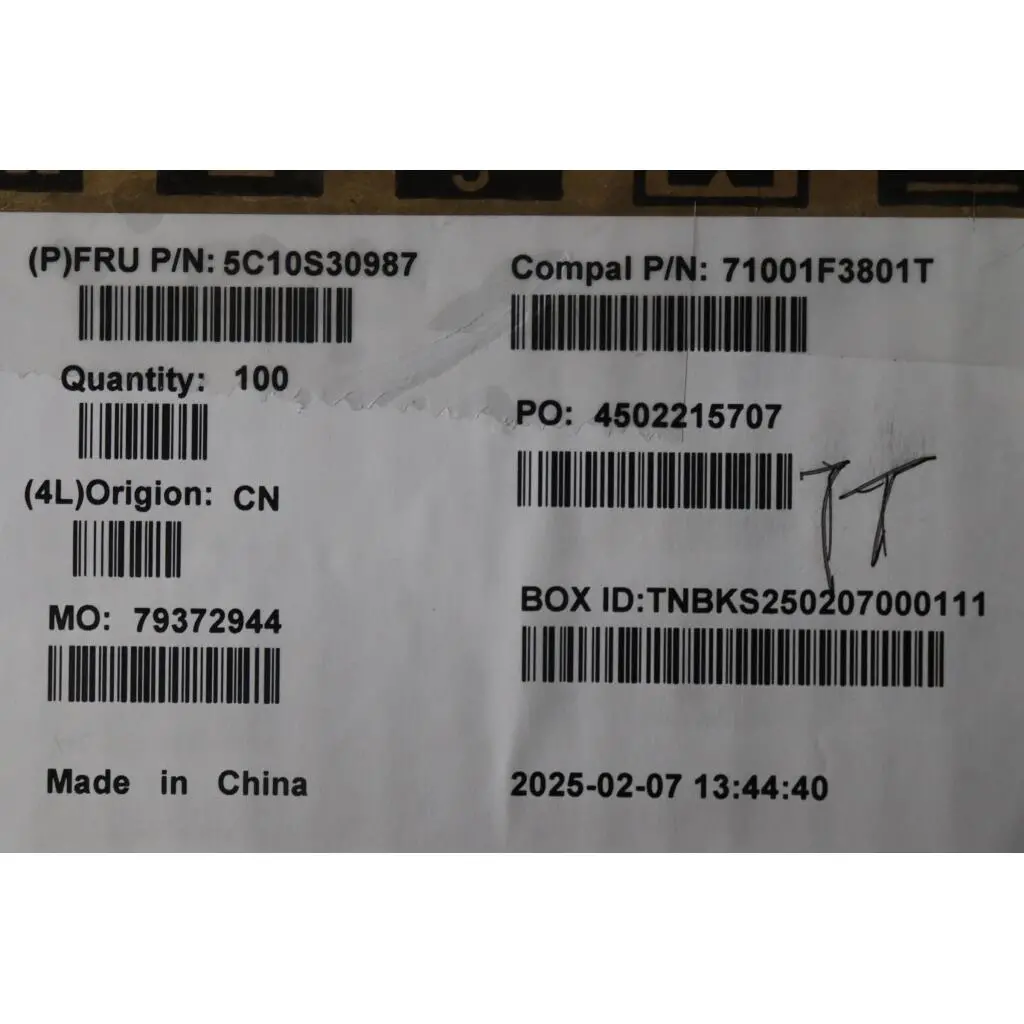 (P)FRU P/N: 5C10S30987
Compal P/N: 71001F3801T
Quantity: 100
PO: 4502215707
(4L)Origion: CN
TT
MO: 79372944
BOX ID:TNBKS250207000111
Made in China
2025-02-07 13:44:40